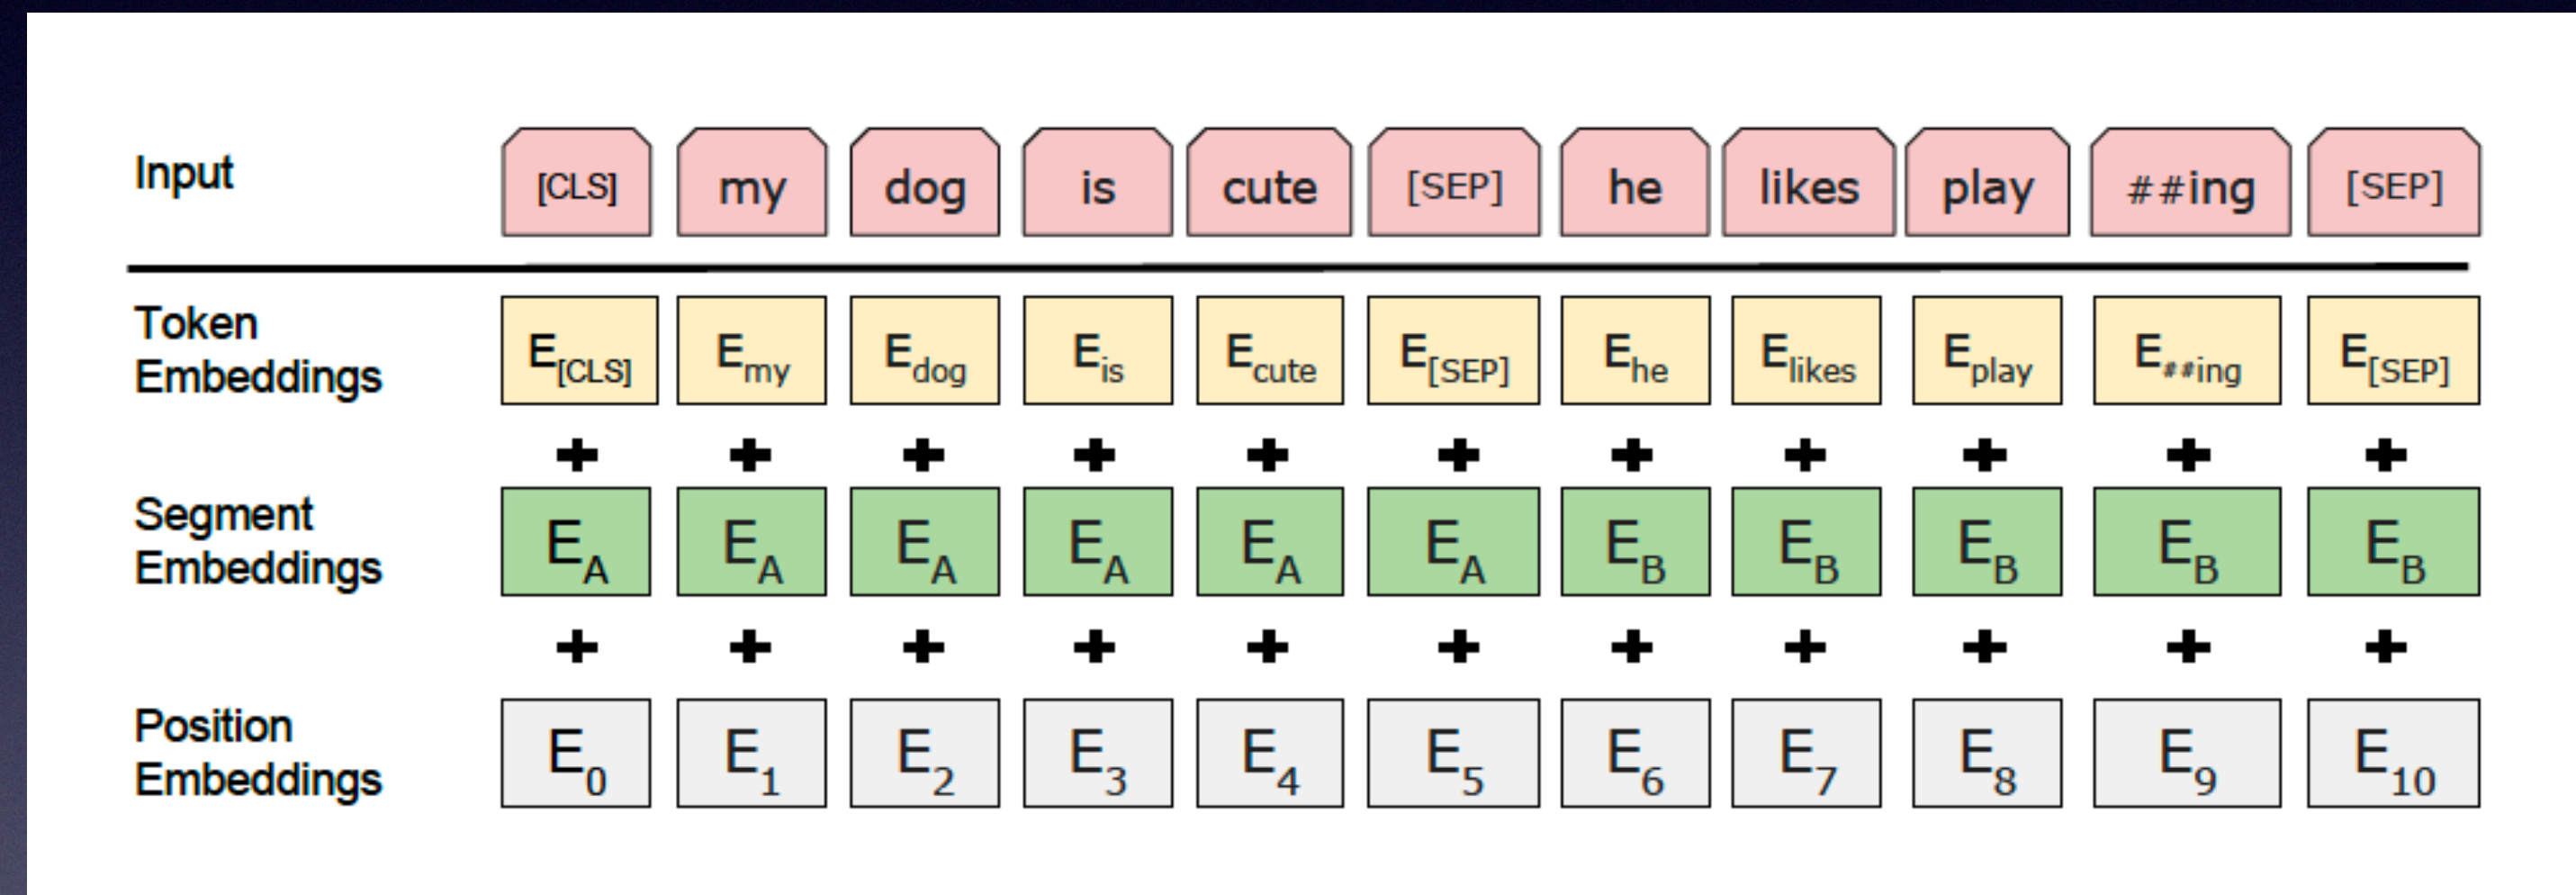 Input [CLS] my dog is cute [SEP] he likes play ##ing [SEP]
Token
Embeddings E[CLS] Emy Edog Eis Ecute E[SEP] Ehe Elikes Eplay E##ing E[SEP]
+ + + + + + + + + + +
Segment
Embeddings EA EA EA EA EA EA EB EB EB EB EB
+ + + + + + + + + + +
Position
Embeddings E0 E1 E2 E3 E4 E5 E6 E7 E8 E9 E10